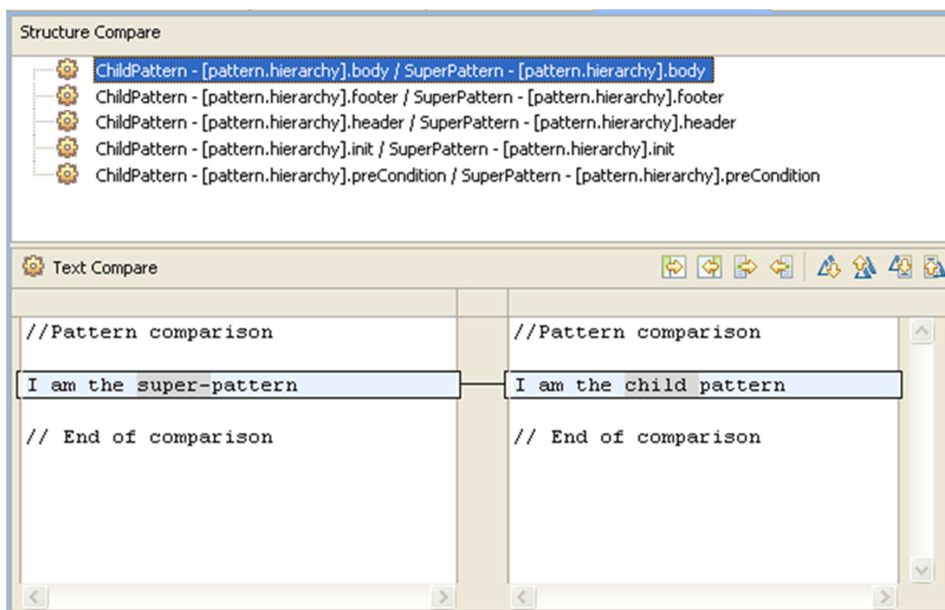 Structure Compare
ChildPattern - [pattern.hierarchy].body / SuperPattern - [pattern.hierarchy].body
ChildPattern - [pattern.hierarchy].footer / SuperPattern - [pattern.hierarchy].footer
ChildPattern - [pattern.hierarchy].header / SuperPattern - [pattern.hierarchy].header
ChildPattern - [pattern.hierarchy].init / SuperPattern - [pattern.hierarchy].init
ChildPattern - [pattern.hierarchy].preCondition / SuperPattern - [pattern.hierarchy].preCondition
Text Compare
//Pattern comparison
I am the super-pattern
// End of comparison
//Pattern comparison
I am the child pattern
// End of comparison